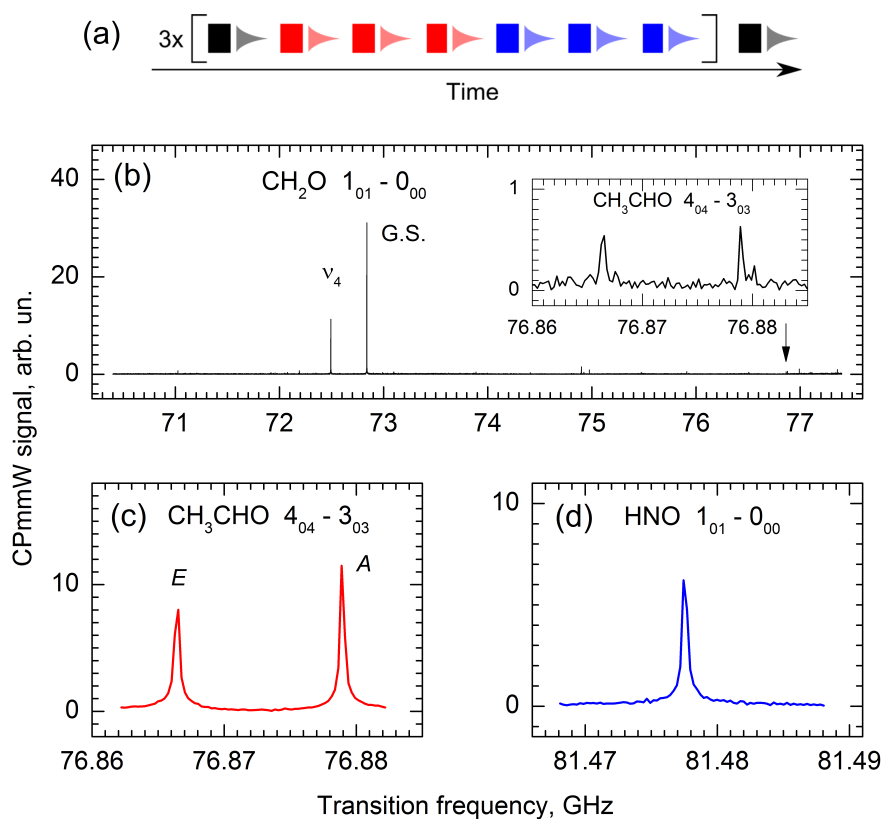 (a)
3x
Time
(b)
CH₂O 1₀₁ - 0₀₀
G.S.
ν₄
40
20
0
71 72 73 74 75 76 77
CH₃CHO 4₀₄ - 3₀₃
1
0
76.86 76.87 76.88
CPmmW signal, arb. un.
(c)
CH₃CHO 4₀₄ - 3₀₃
E
A
10
0
76.86 76.87 76.88
(d)
HNO 1₀₁ - 0₀₀
10
0
81.47 81.48 81.49
Transition frequency, GHz